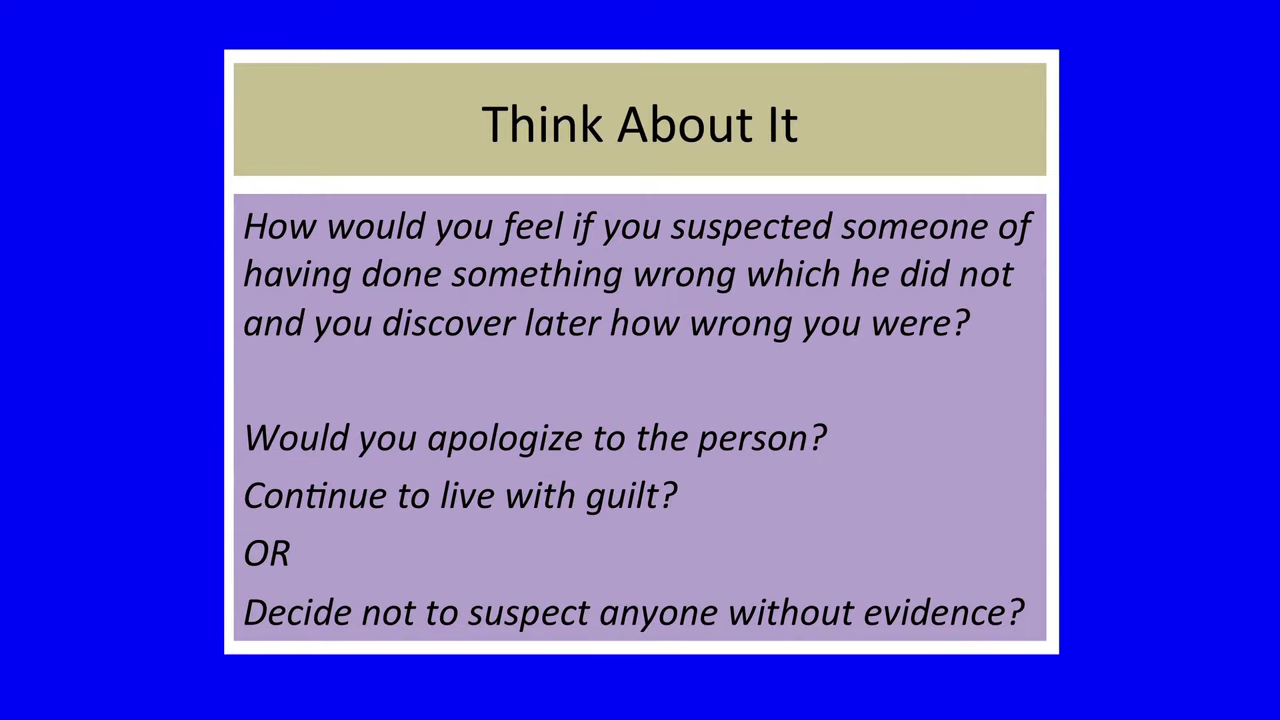 Think About It
How would you feel if you suspected someone of
having done something wrong which he did not
and you discover later how wrong you were?
Would you apologize to the person?
Continue to live with guilt?
OR
Decide not to suspect anyone without evidence?